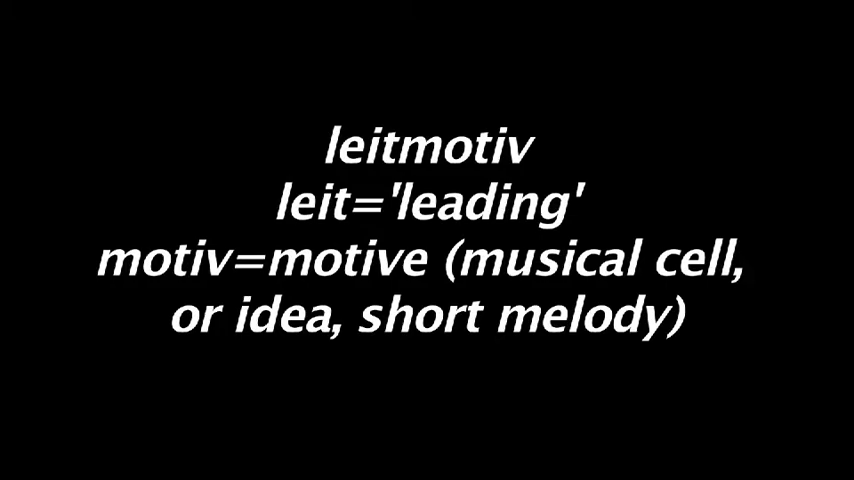 leitmotiv
leit='leading'
motiv=motive (musical cell,
or idea, short melody)